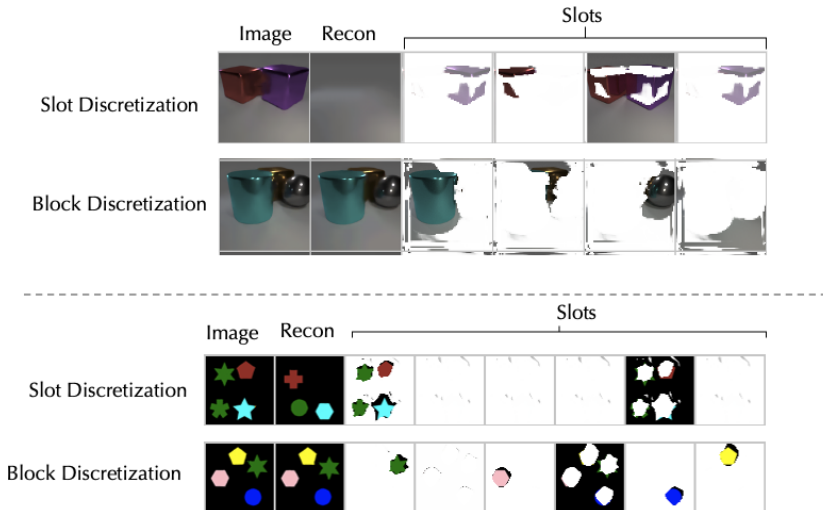 Slots
Image Recon
Slot Discretization
Block Discretization
Slots
Image Recon
Slot Discretization
Block Discretization